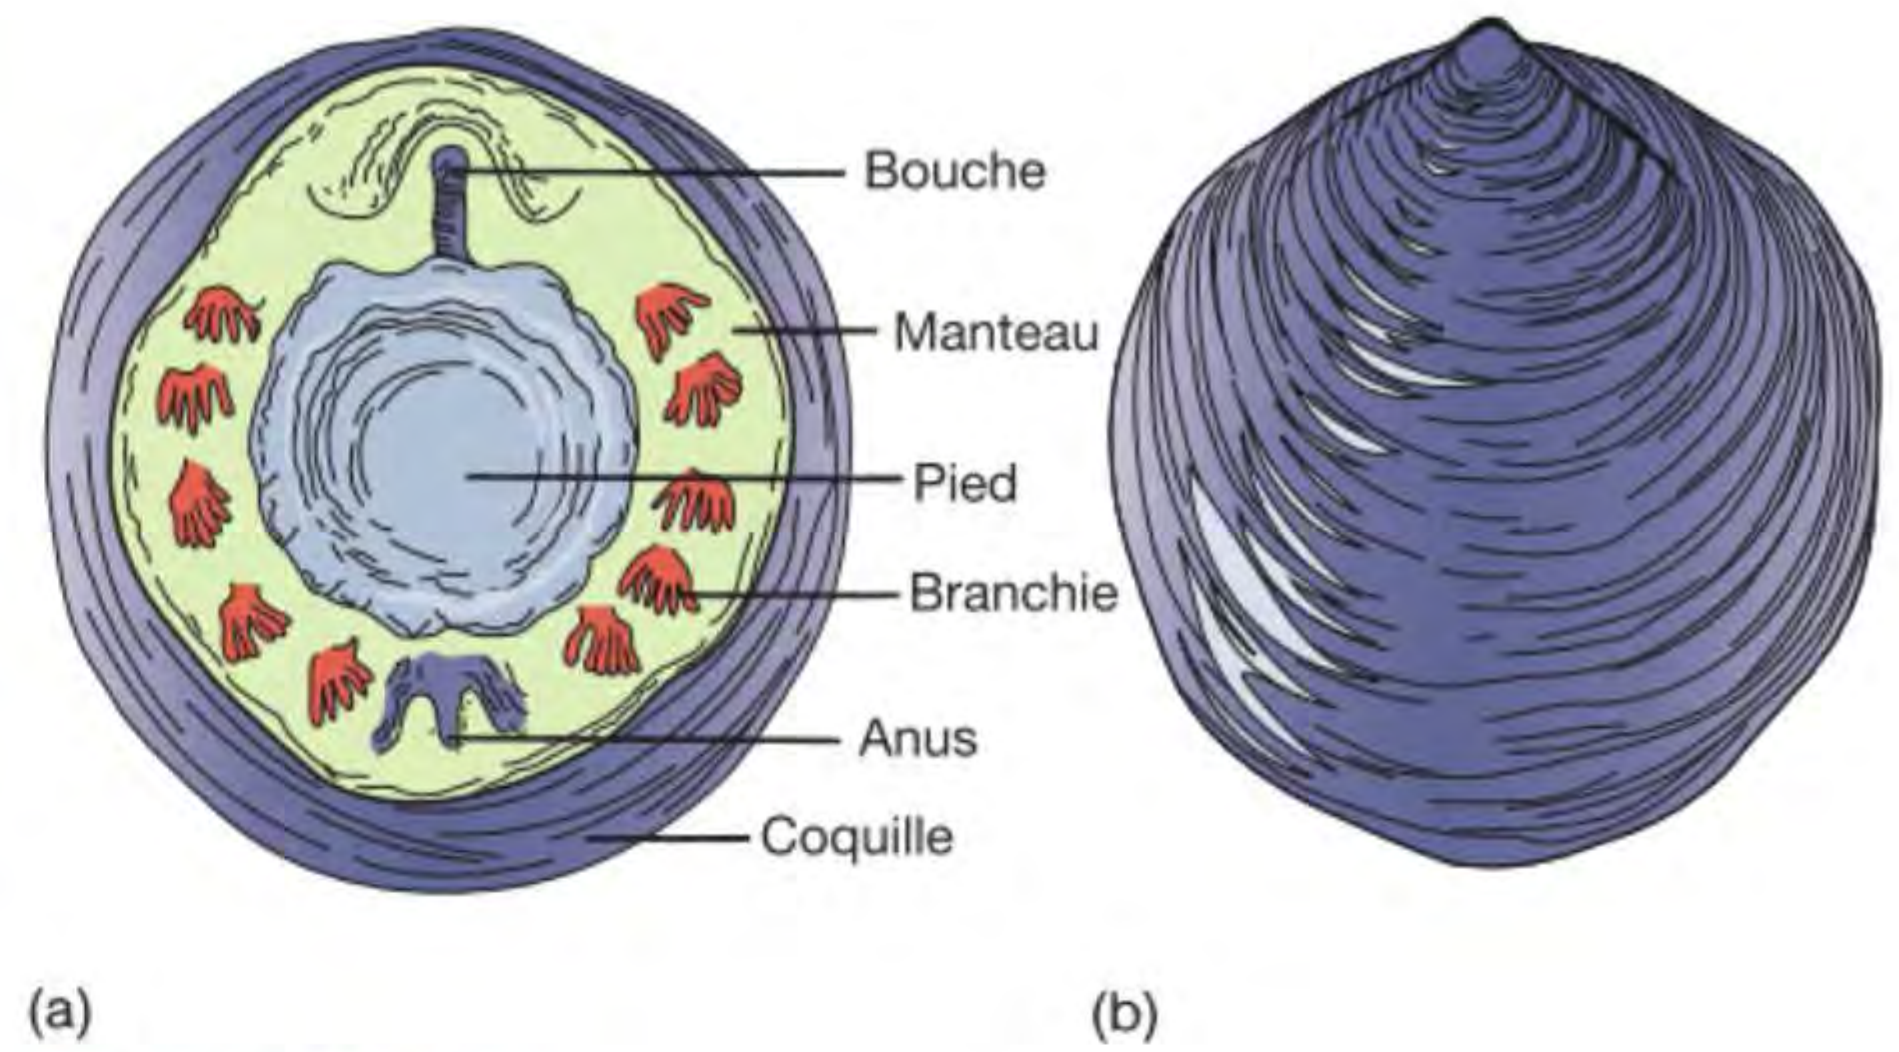 Bouche
Manteau
Pied
Branchie
Anus
Coquille
(a)
(b)